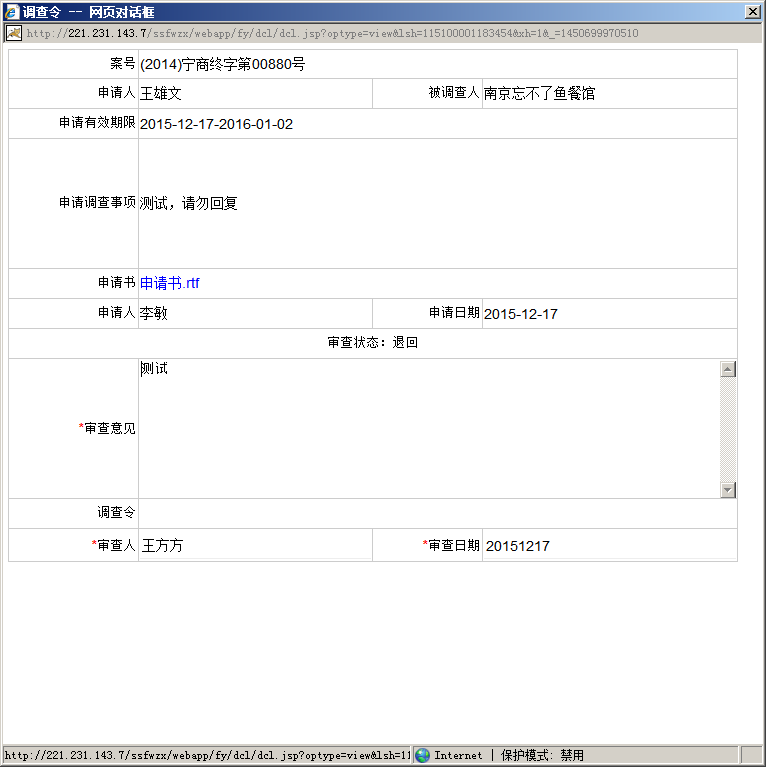 调查令 -- 网页对话框
http://221.231.143.7/ssfwzx/webapp/fy/dcl/dcl.jsp?optype=view&lsh=115100001183454&xh=1&_=1450699970510
案号 (2014)宁商终字第00880号
申请人 王雄文 被调查人 南京忘不了鱼餐馆
申请有效期限 2015-12-17-2016-01-02
申请调查事项 测试，请勿回复
申请书 申请书.rtf
申请人 李敏 申请日期 2015-12-17
审查状态：退回
*审查意见 测试
调查令
*审查人 王方方 *审查日期 20151217
http://221.231.143.7/ssfwzx/webapp/fy/dcl/dcl.jsp?optype=view&lsh=11 Internet | 保护模式: 禁用